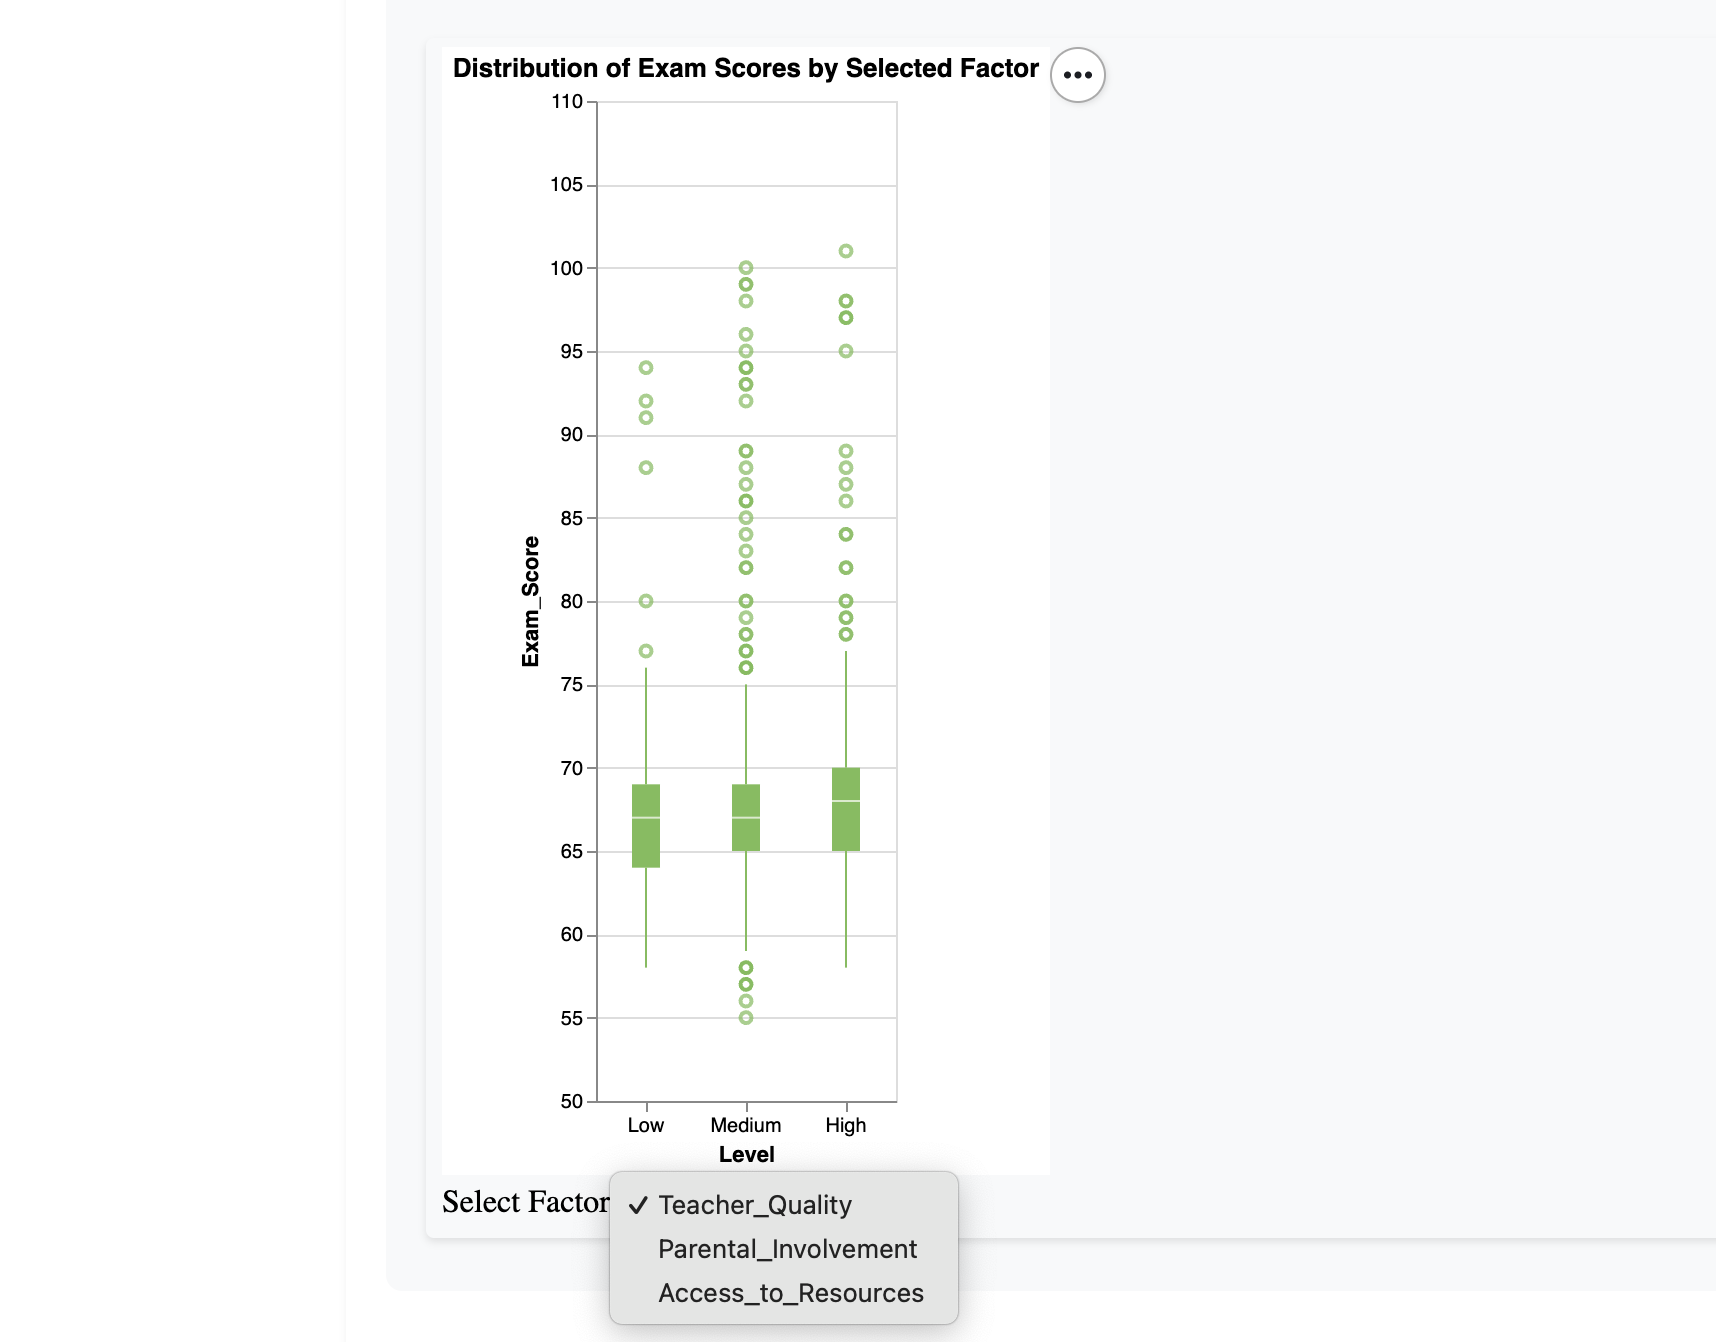 Distribution of Exam Scores by Selected Factor
110
105
100
95
90
85
80
75
70
65
60
55
50
Exam_Score
Low Medium High
Level
Select Factor
✓ Teacher_Quality
Parental_Involvement
Access_to_Resources